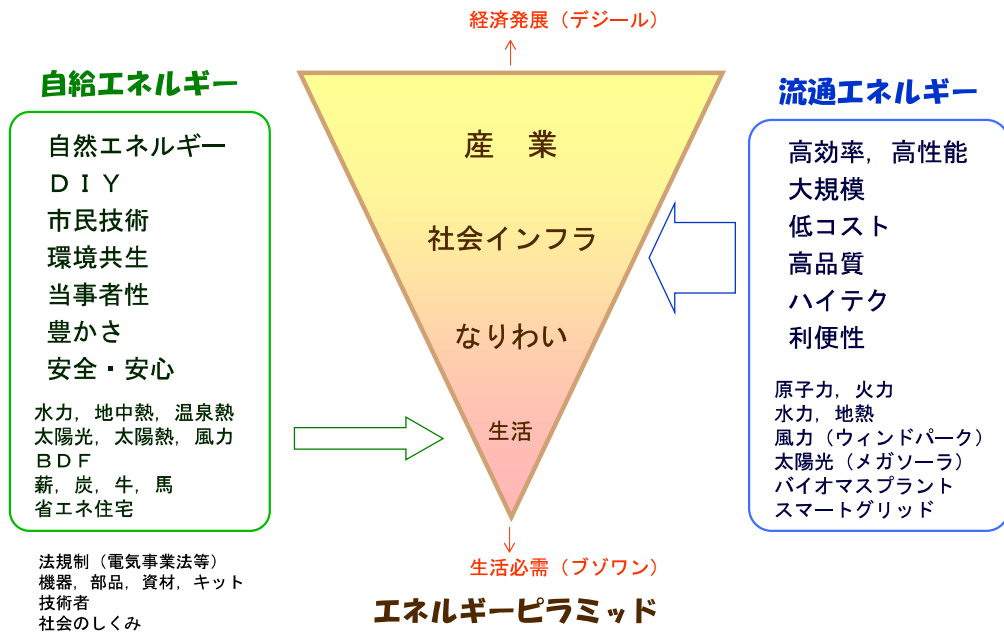 経済発展（デジール）
自給エネルギー
自然エネルギー
ＤＩＹ
市民技術
環境共生
当事者性
豊かさ
安全・安心
水力，地中熱，温泉熱
太陽光，太陽熱，風力
ＢＤＦ
薪，炭，牛，馬
省エネ住宅
法規制（電気事業法等）
機器，部品，資材，キット
技術者
社会のしくみ
産　業
社会インフラ
なりわい
生活
生活必需（ブゾワン）
エネルギーピラミッド
流通エネルギー
高効率，高性能
大規模
低コスト
高品質
ハイテク
利便性
原子力，火力
水力，地熱
風力（ウィンドパーク）
太陽光（メガソーラ）
バイオマスプラント
スマートグリッド